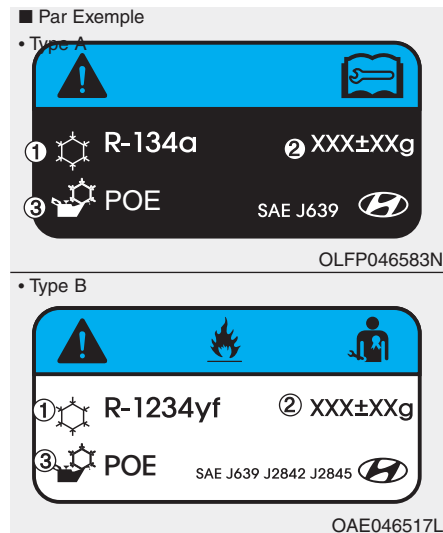 ■ Par Exemple
• Type A
① R-134a ② XXX±XXg
③ POE SAE J639
OLFP046583N
• Type B
① R-1234yf ② XXX±XXg
③ POE SAE J639 J2842 J2845
OAE046517L